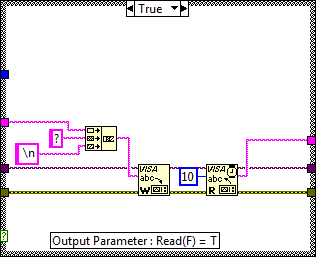 True
?
\n
VISA
abc
W
10
VISA
abc
R
?
Output Parameter : Read(F) = T